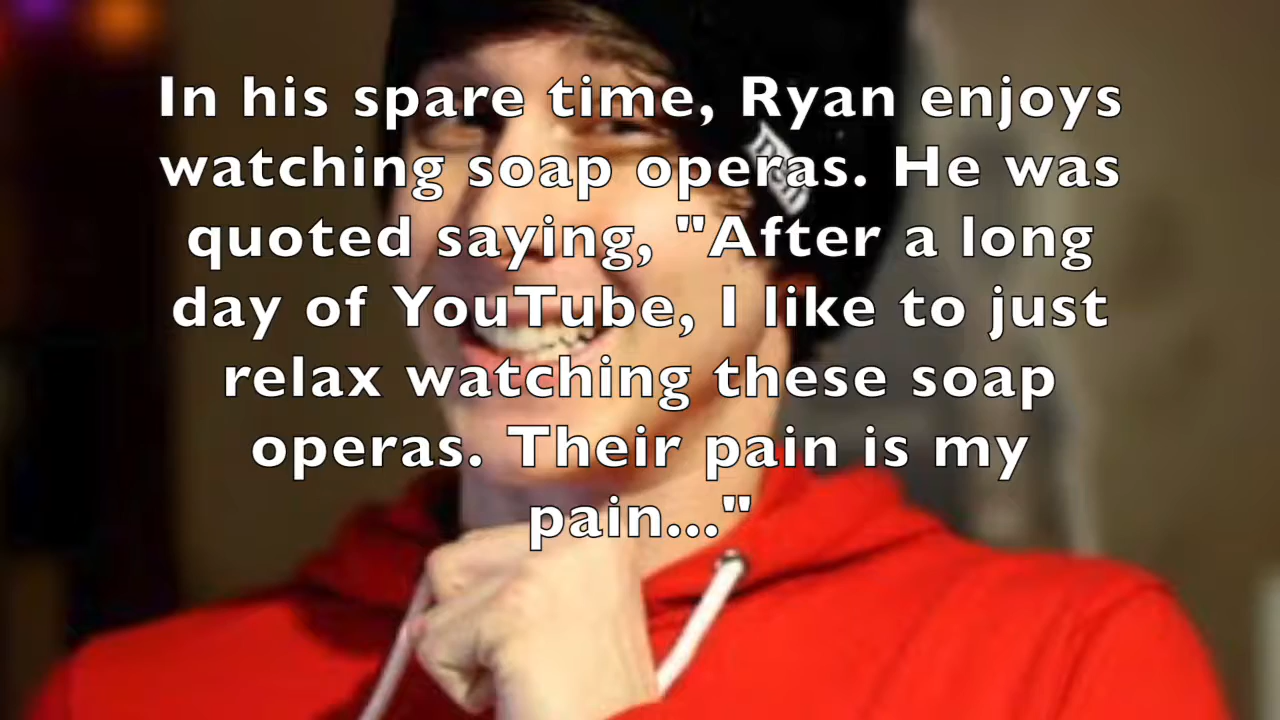 In his spare time, Ryan enjoys
watching soap operas. He was
quoted saying, "After a long
day of YouTube, I like to just
relax watching these soap
operas. Their pain is my
pain..."